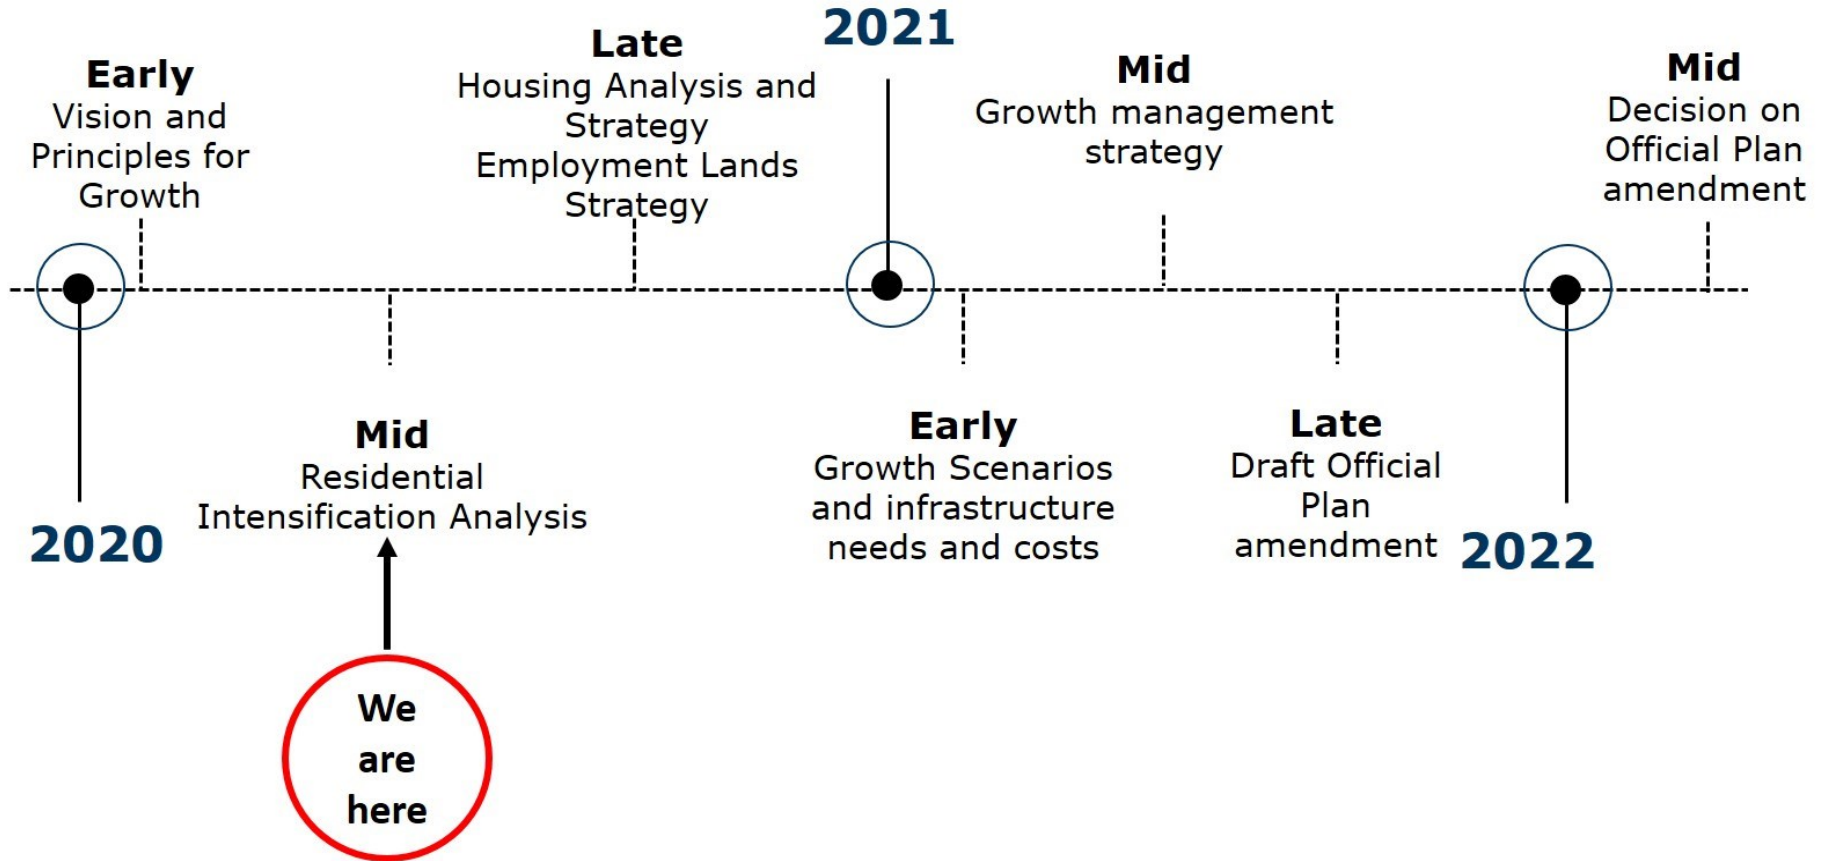 2020
Early
Vision and
Principles for
Growth
Mid
Residential
Intensification Analysis
We
are
here
Late
Housing Analysis and
Strategy
Employment Lands
Strategy
2021
Early
Growth Scenarios
and infrastructure
needs and costs
Mid
Growth management
strategy
Late
Draft Official
Plan
amendment
2022
Mid
Decision on
Official Plan
amendment